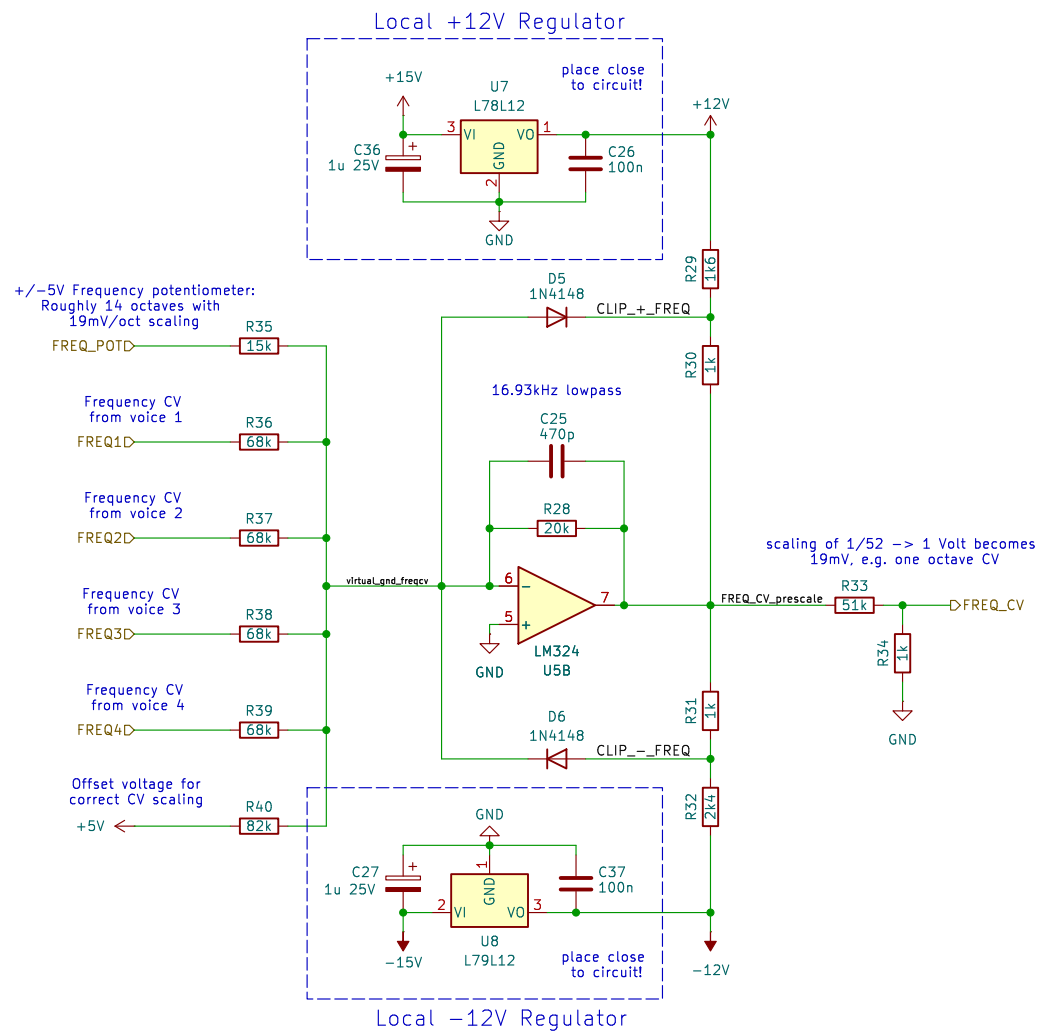 Local +12V Regulator
place close
to circuit!
+15V
U7
L78L12
+12V
3
VI
VO
1
GND
2
C36
1u 25V
+
C26
100n
GND
R29
1k6
+/-5V Frequency potentiometer:
Roughly 14 octaves with
19mV/oct scaling
D5
1N4148
CLIP_+_FREQ
R35
FREQ_POT
15k
R30
1k
16.93kHz lowpass
Frequency CV
from voice 1
R36
FREQ1
68k
C25
470p
Frequency CV
from voice 2
R37
FREQ2
68k
R28
20k
scaling of 1/52 -> 1 Volt becomes
19mV, e.g. one octave CV
virtual_gnd_freqcv
6
-
7
5
+
FREQ_CV_prescale
R33
51k
FREQ_CV
Frequency CV
from voice 3
R38
FREQ3
68k
GND
LM324
U5B
R34
1k
GND
Frequency CV
from voice 4
R39
FREQ4
68k
D6
1N4148
CLIP_-_FREQ
R31
1k
Offset voltage for
correct CV scaling
R40
+5V
82k
R32
2k4
GND
1
GND
C27
1u 25V
+
C37
100n
2
VI
VO
3
U8
L79L12
-15V
place close
to circuit!
-12V
Local -12V Regulator